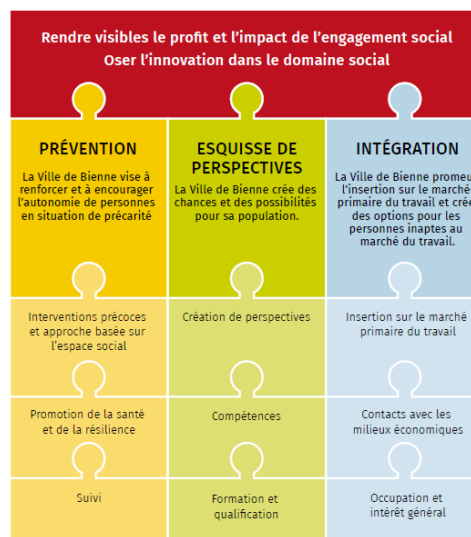 Rendre visibles le profit et l'impact de l'engagement social
Oser l'innovation dans le domaine social
PRÉVENTION
La Ville de Bienne vise à
renforcer et à encourager
l'autonomie de personnes
en situation de précarité
ESQUISSE DE
PERSPECTIVES
La Ville de Bienne crée des
chances et des possibilités
pour sa population.
INTÉGRATION
La Ville de Bienne promeu
l'insertion sur le marché
primaire du travail et crée
des options pour les
personnes inaptes au
marché du travail.
Interventions précoces
et approche basée sur
l'espace social
Création de perspectives
Insertion sur le marché
primaire du travail
Promotion de la santé
et de la résilience
Compétences
Contacts avec les
milieux économiques
Suivi
Formation et
qualification
Occupation et
intérêt général